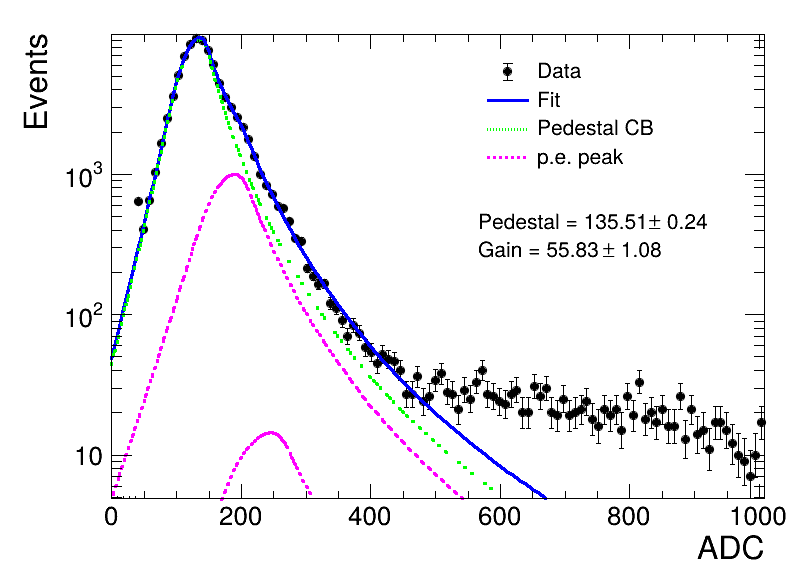 Events
Data
Fit
Pedestal CB
p.e. peak
Pedestal = 135.51± 0.24
Gain = 55.83 ± 1.08
10³
10²
10
0 200 400 600 800 1000
ADC